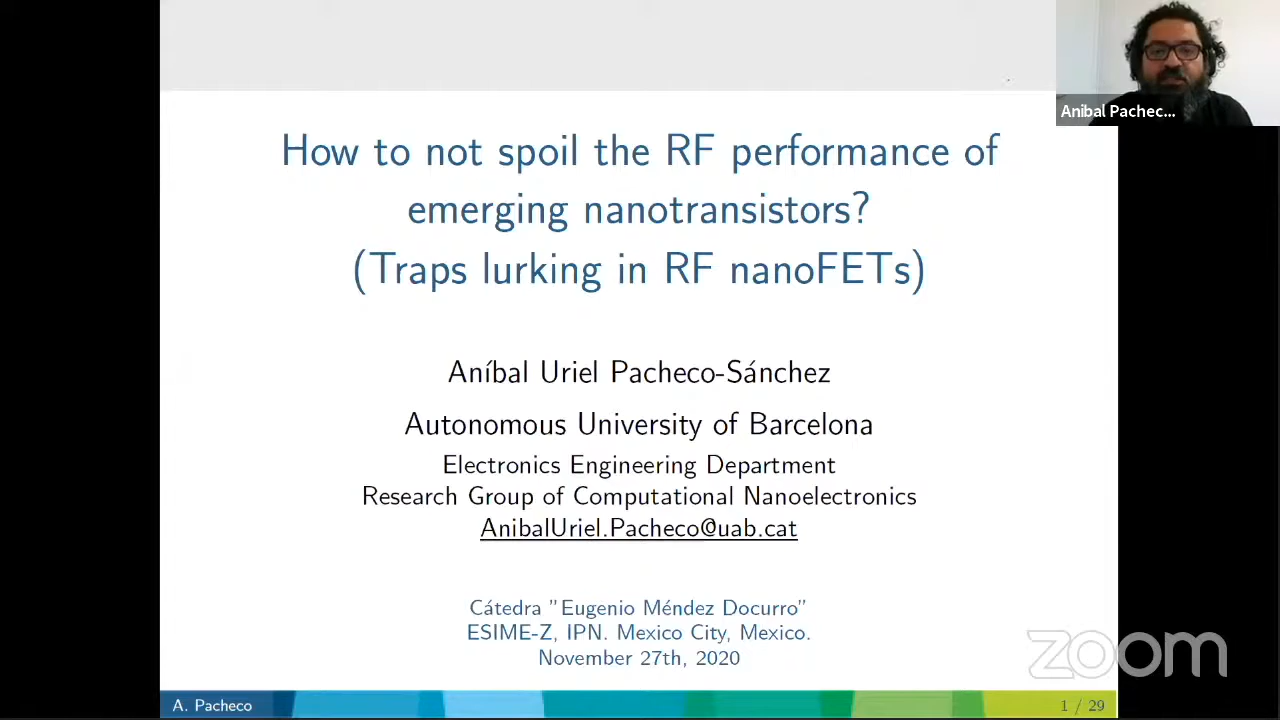 How to not spoil the RF performance of
emerging nanotransistors?
(Traps lurking in RF nanoFETs)
Aníbal Uriel Pacheco-Sánchez
Autonomous University of Barcelona
Electronics Engineering Department
Research Group of Computational Nanoelectronics
AnibalUriel.Pacheco@uab.cat
Cátedra ”Eugenio Méndez Docurro”
ESIME-Z, IPN. Mexico City, Mexico.
November 27th, 2020
A. Pacheco
1 / 29
Anibal Pachec...
zoom